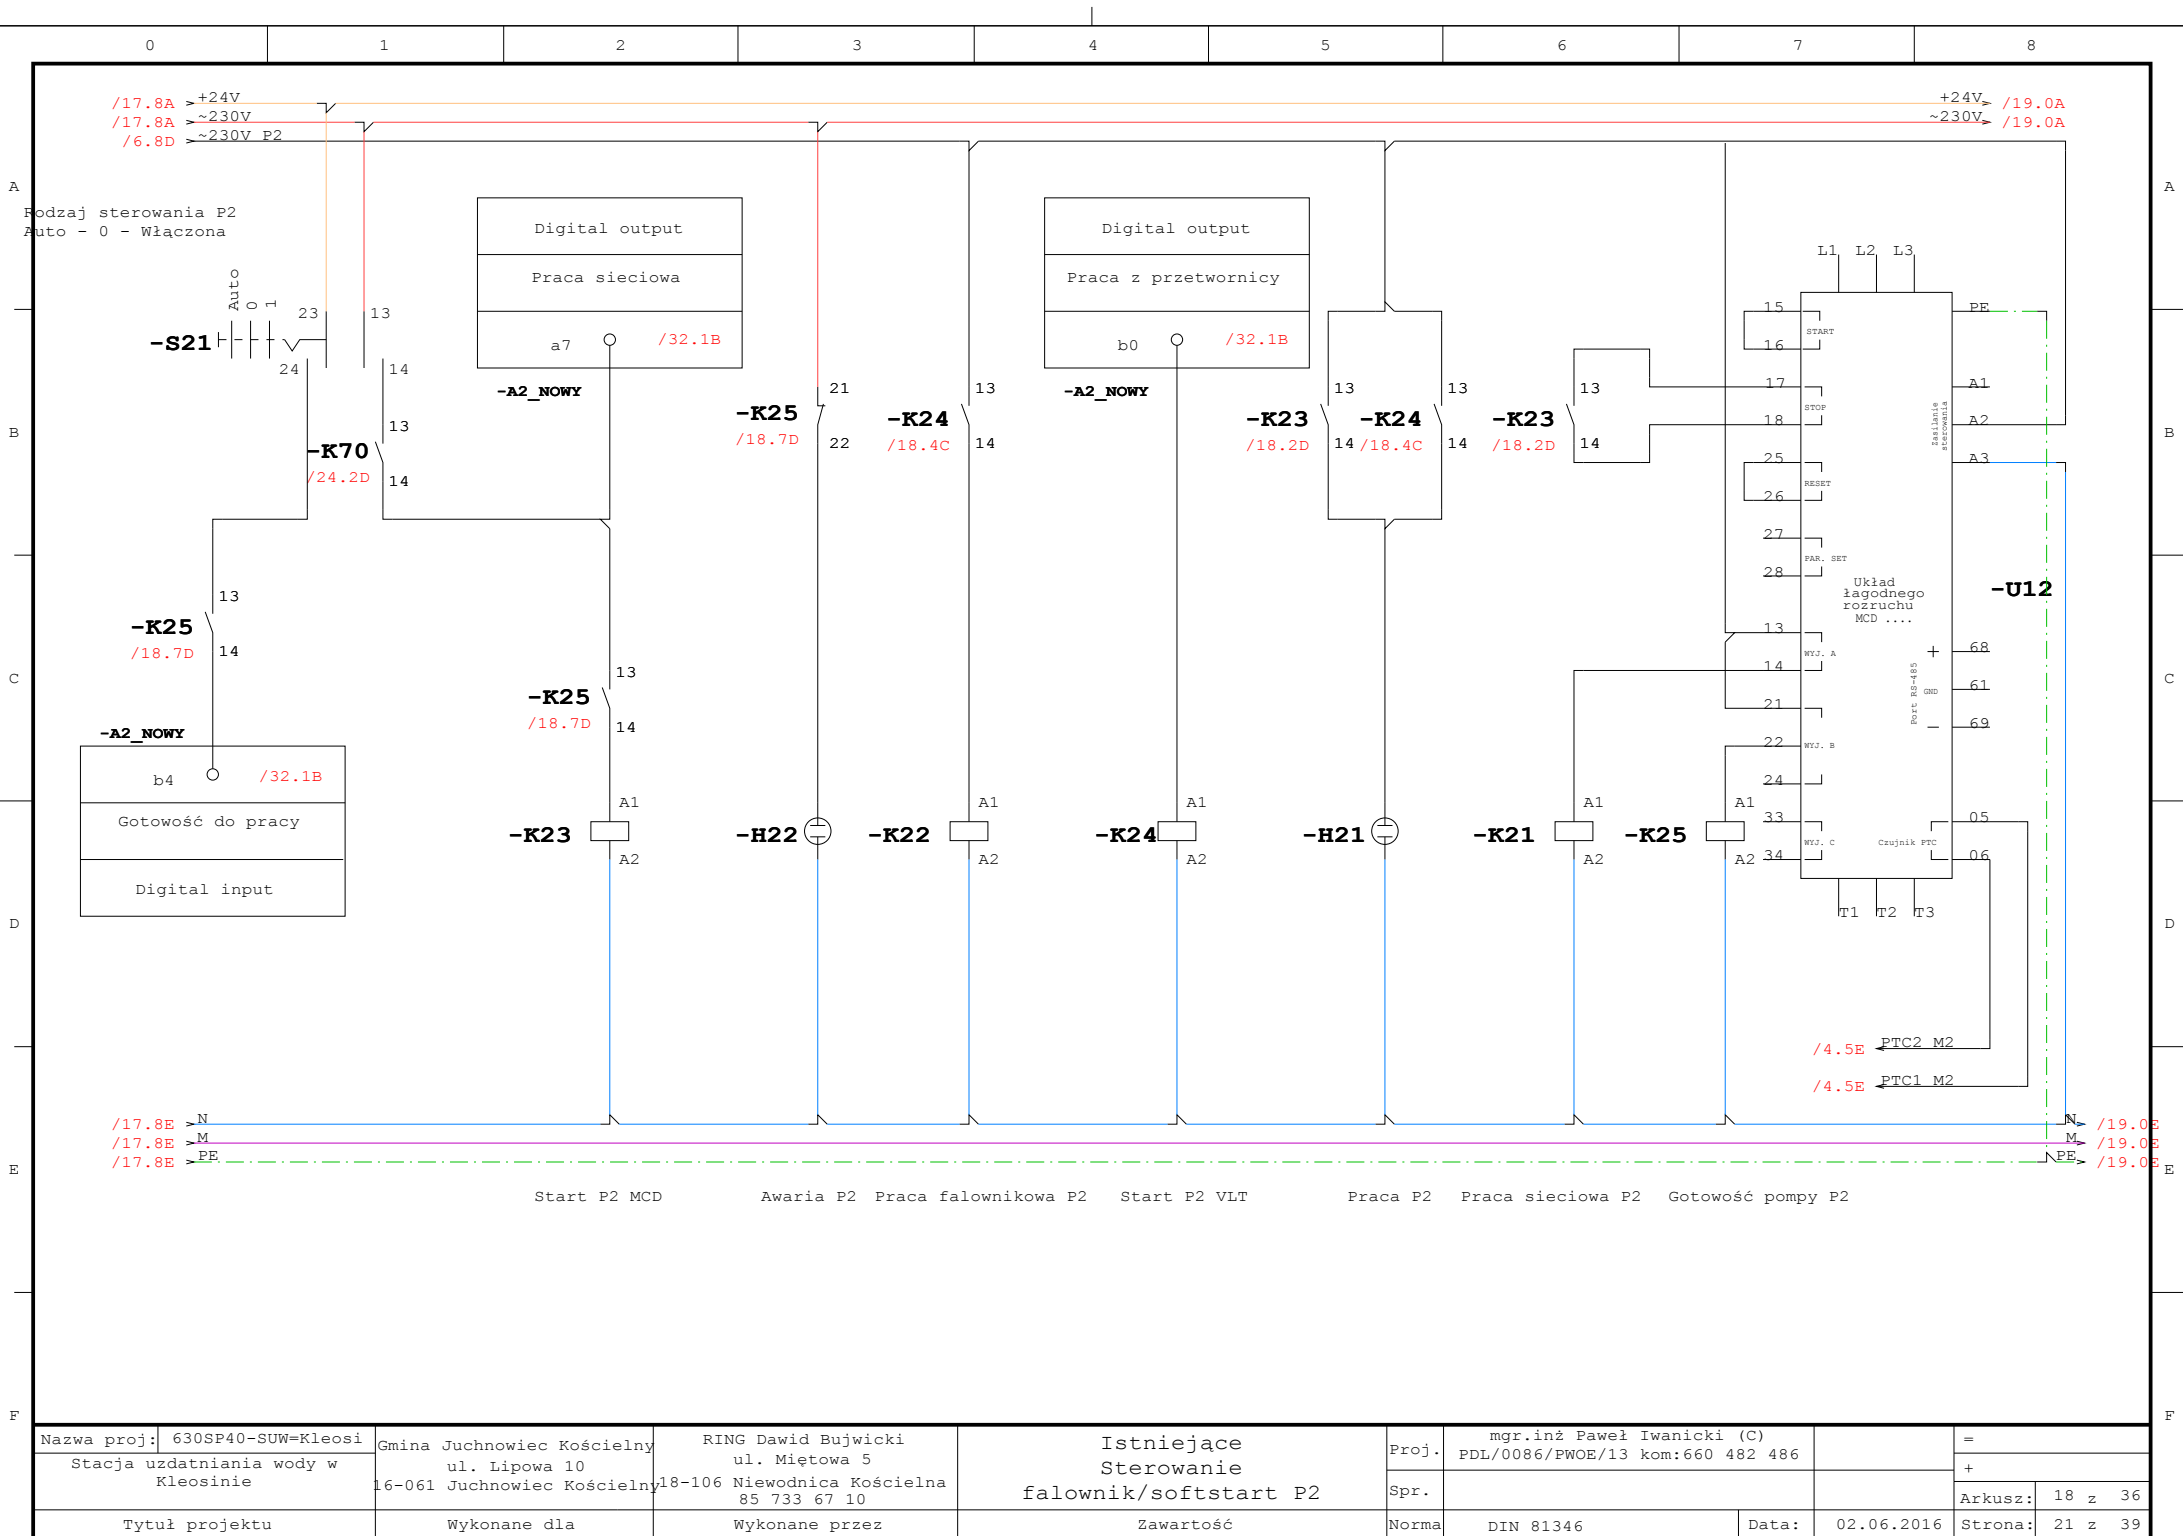 0 1 2 3 4 5 6 7 8
/17.8A +24V +24V /19.0A
/17.8A ~230V ~230V /19.0A
/6.8D ~230V P2
A A
Rodzaj sterowania P2
Auto - 0 - Włączona
Digital output
Praca sieciowa
a7 /32.1B
-A2_NOWY
Digital output
Praca z przetwornicy
b0 /32.1B
-A2_NOWY
Auto 0 1
-S21
23 13
24 14
-K70
/24.2D
13
14
-K25
/18.7D
21
22
-K24
/18.4C
13
14
-K23
/18.2D
13
14
-K24
/18.4C
13
14
-K23
/18.2D
13
14
B B
L1 L2 L3
15
START
16
17
STOP
18
25
RESET
26
27
PAR. SET
28
PE
A1
A2
A3
Zasilanie
sterowania
Układ
łagodnego
rozruchu
MCD ....
-U12
13
WYJ. A
14
21
22
WYJ. B
24
33
WYJ. C
34
+ 68
GND 61
- 69
Port RS-485
05
Czujnik PTC
06
T1 T2 T3
C C
-K25
/18.7D
13
14
-A2_NOWY
b4 /32.1B
Gotowość do pracy
Digital input
-K25
/18.7D
13
14
-K23
A1
A2
-H22
-K22
A1
A2
-K24
A1
A2
-H21
-K21
A1
A2
-K25
A1
A2
D D
/4.5E PTC2 M2
/4.5E PTC1 M2
/17.8E N N /19.0E
/17.8E M M /19.0E
/17.8E PE PE /19.0E
E E
Start P2 MCD Awaria P2 Praca falownikowa P2 Start P2 VLT Praca P2 Praca sieciowa P2 Gotowość pompy P2
F F
Nazwa proj: 630SP40-SUW=Kleosi
Stacja uzdatniania wody w
Kleosinie
Tytuł projektu
Gmina Juchnowiec Kościelny
ul. Lipowa 10
16-061 Juchnowiec Kościelny
Wykonane dla
RING Dawid Bujwicki
ul. Miętowa 5
18-106 Niewodnica Kościelna
85 733 67 10
Wykonane przez
Istniejące
Sterowanie
falownik/softstart P2
Zawartość
Proj. mgr.inż Paweł Iwanicki (C)
PDL/0086/PWOE/13 kom:660 482 486
Spr.
Norma DIN 81346 Data: 02.06.2016
=
+
Arkusz: 18 z 36
Strona: 21 z 39